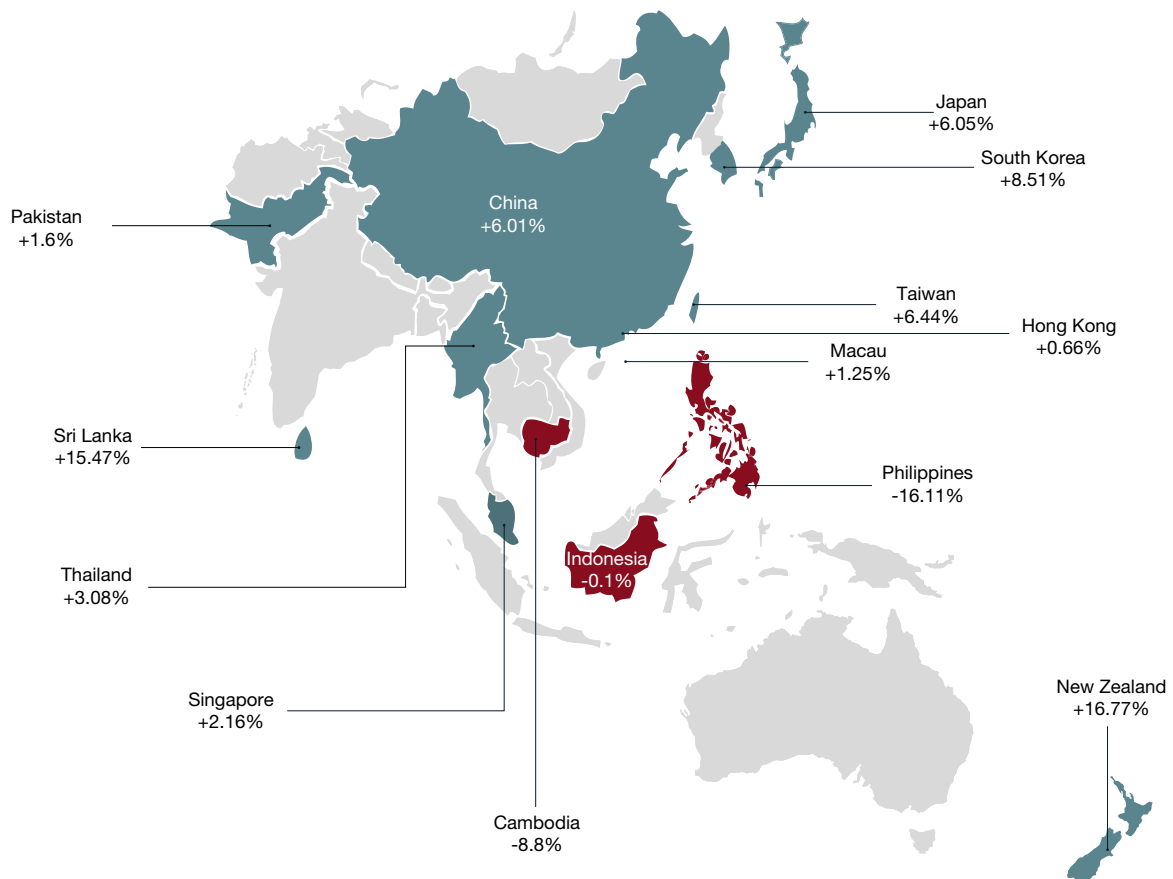 Japan
+6.05%
South Korea
+8.51%
China
+6.01%
Pakistan
+1.6%
Taiwan
+6.44%
Hong Kong
+0.66%
Macau
+1.25%
Sri Lanka
+15.47%
Philippines
-16.11%
Indonesia
-0.1%
Thailand
+3.08%
Singapore
+2.16%
New Zealand
+16.77%
Cambodia
-8.8%